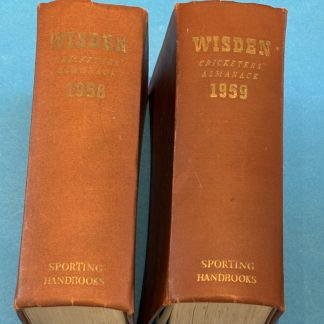 WISDEN
CRICKETERS'
ALMANACK
1958
SPORTING
HANDBOOKS
WISDEN
CRICKETERS'
ALMANACK
1959
SPORTING
HANDBOOKS